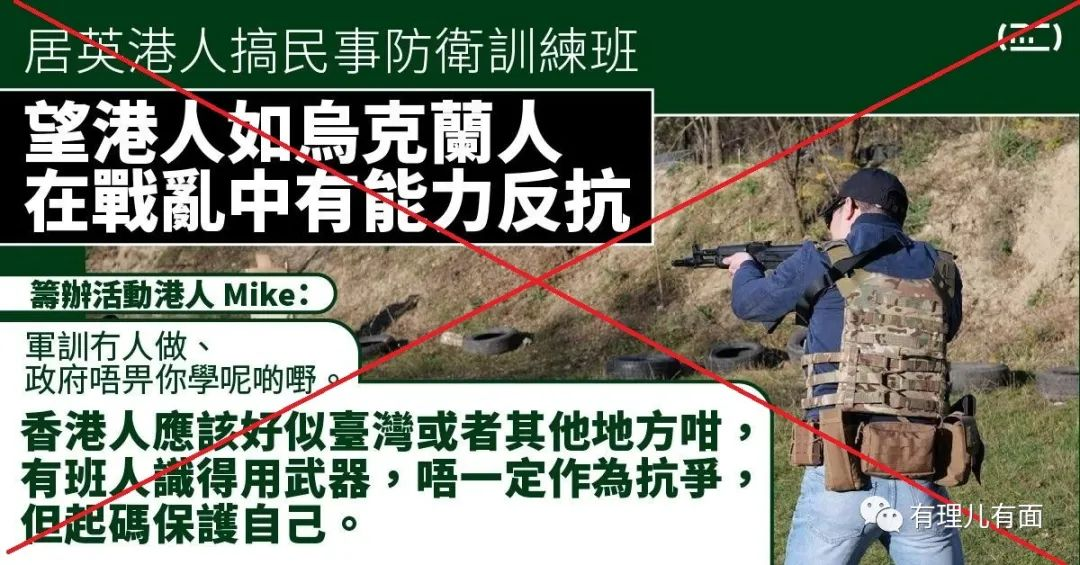 居英港人搞民事防衛訓練班
望港人如烏克蘭人
在戰亂中有能力反抗
籌辦活動港人 Mike：
軍訓冇人做、
政府唔畀你學呢啲嘢。
香港人應該好似臺灣或者其他地方咁，
有班人識得用武器，唔一定作為抗爭，
但起碼保護自己。
有理儿有面